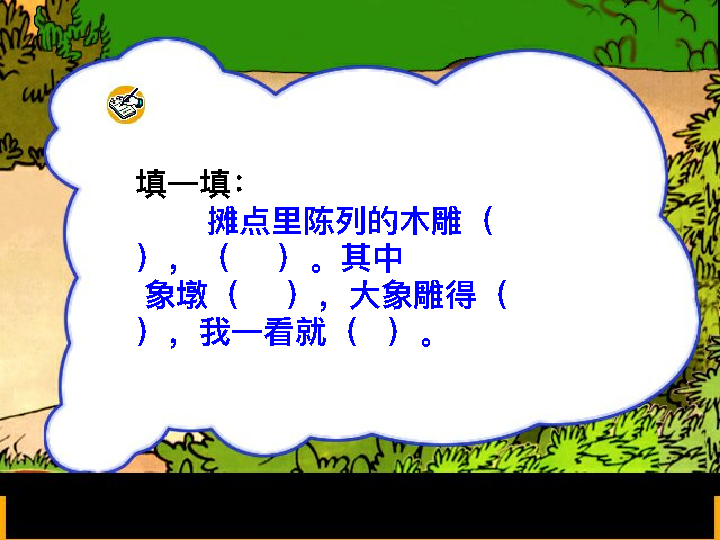 填一填：
摊点里陈列的木雕（
），（    ）。其中
象墩（    ），大象雕得（
），我一看就（  ）。